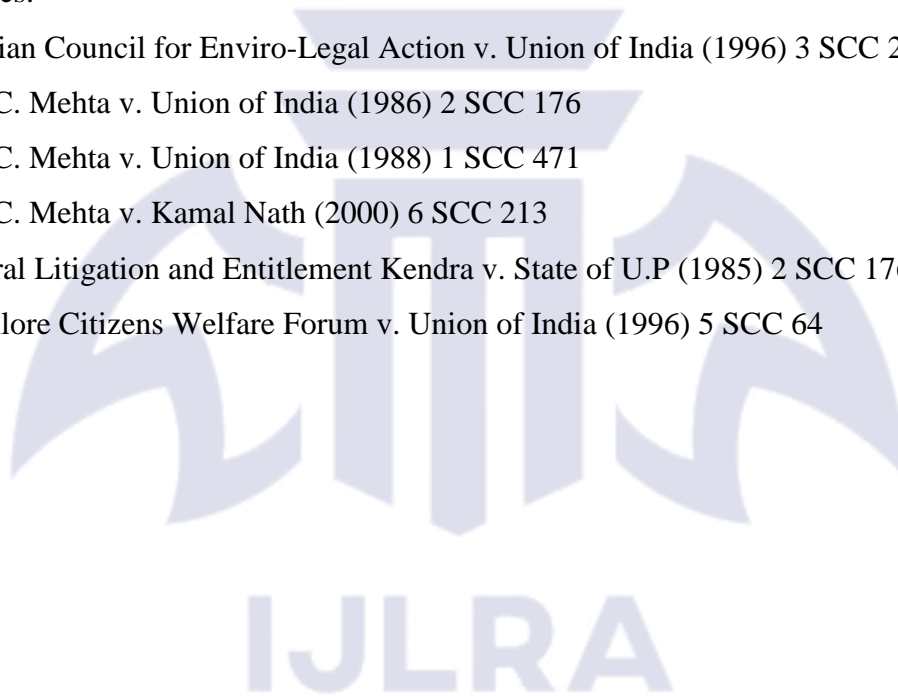 es:
ian Council for Enviro-Legal Action v. Union of India (1996) 3 SCC 2
C. Mehta v. Union of India (1986) 2 SCC 176
C. Mehta v. Union of India (1988) 1 SCC 471
C. Mehta v. Kamal Nath (2000) 6 SCC 213
ral Litigation and Entitlement Kendra v. State of U.P (1985) 2 SCC 176
lore Citizens Welfare Forum v. Union of India (1996) 5 SCC 64
IJLRA